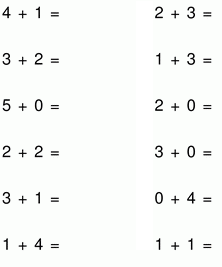 4 + 1 = 2 + 3 =
3 + 2 = 1 + 3 =
5 + 0 = 2 + 0 =
2 + 2 = 3 + 0 =
3 + 1 = 0 + 4 =
1 + 4 = 1 + 1 =